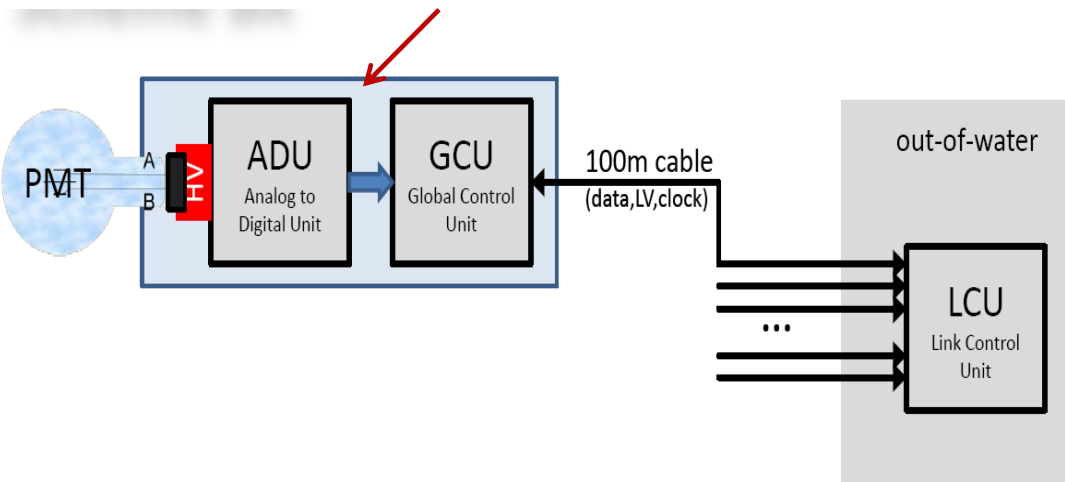 PMT
A
B
HV
ADU
Analog to
Digital Unit
GCU
Global Control
Unit
100m cable
(data,LV,clock)
out-of-water
...
LCU
Link Control
Unit